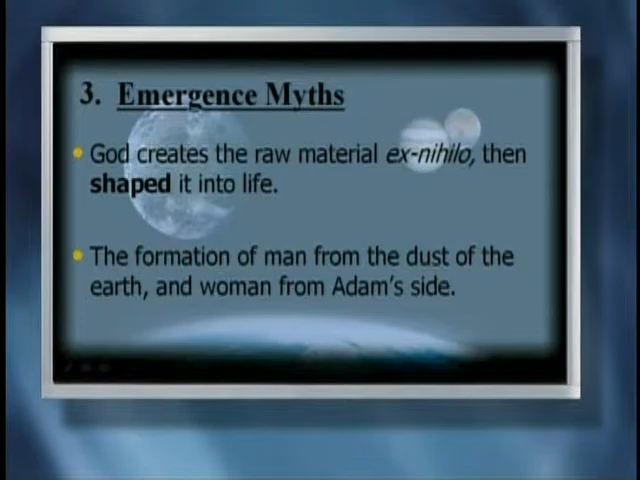 3. Emergence Myths
God creates the raw material ex-nihilo, then
shaped it into life.
The formation of man from the dust of the
earth, and woman from Adam's side.